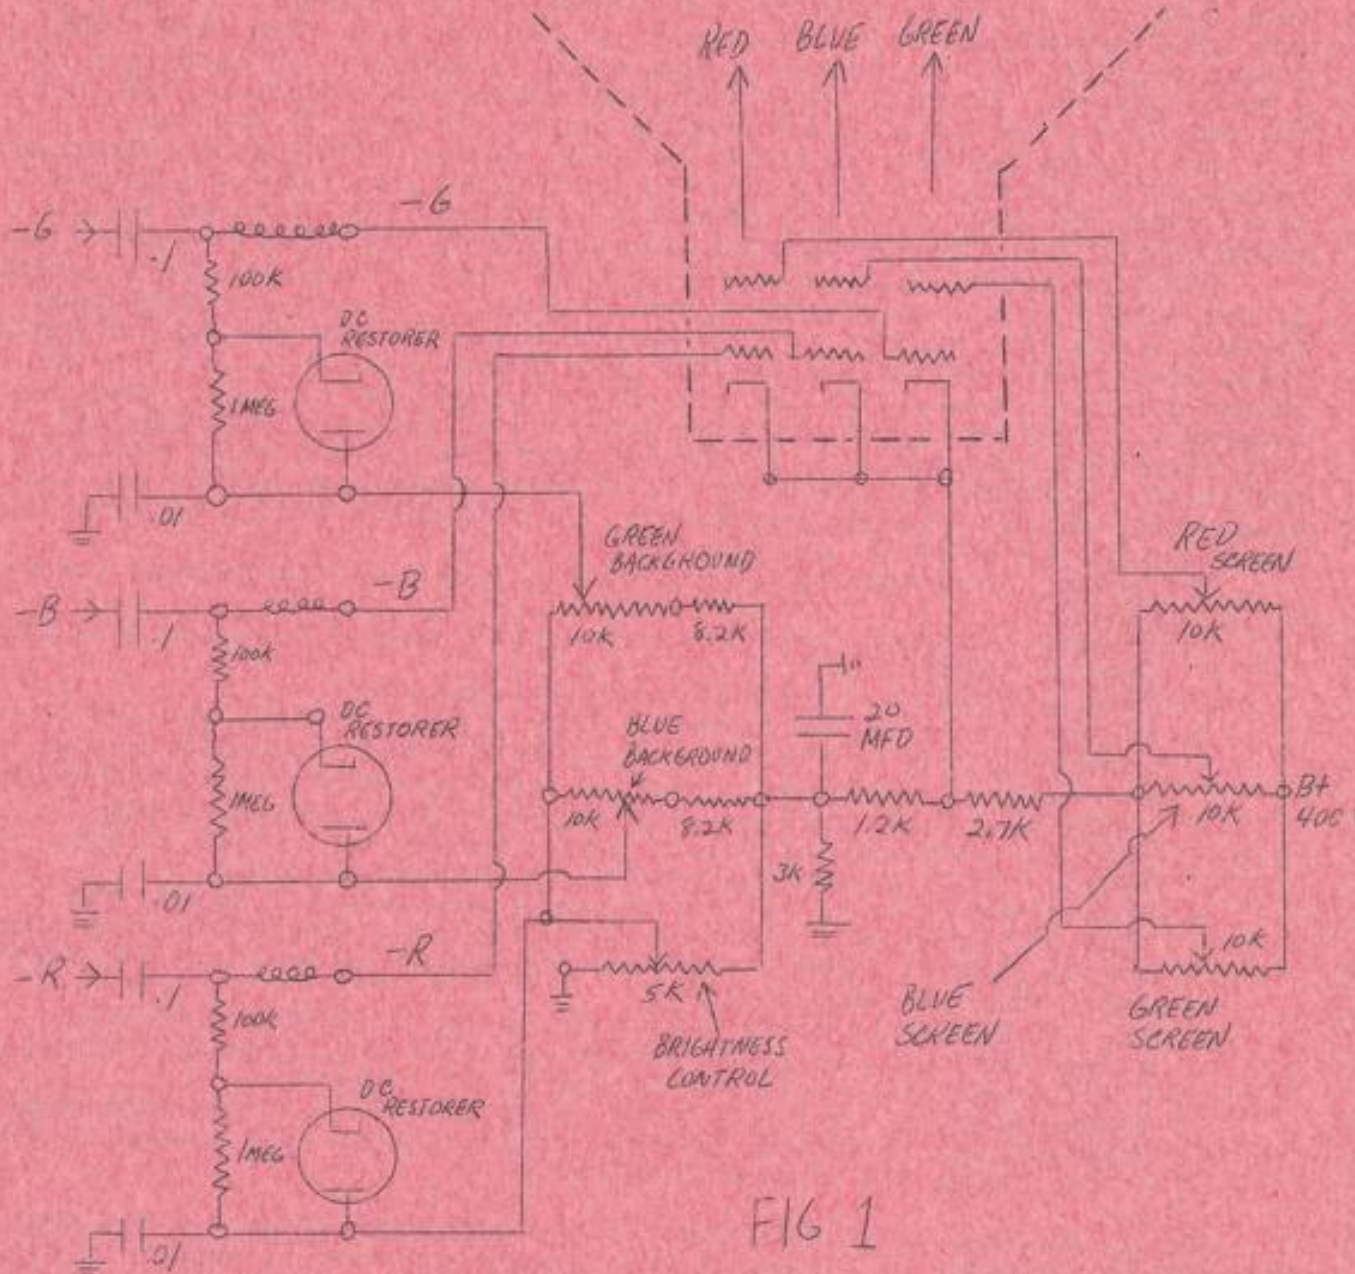 RED BLUE GREEN
-G
.1
-G
100K
DC
RESTORER
1MEG
.01
GREEN
BACKGROUND
10K
8.2K
RED
SCREEN
10K
-B
.1
-B
100K
DC
RESTORER
1MEG
.01
BLUE
BACKGROUND
10K
8.2K
20
MFD
1.2K
2.7K
3K
10K
B+
400
-R
.1
-R
100K
DC
RESTORER
1MEG
.01
5K
BRIGHTNESS
CONTROL
BLUE
SCREEN
10K
GREEN
SCREEN
FIG 1